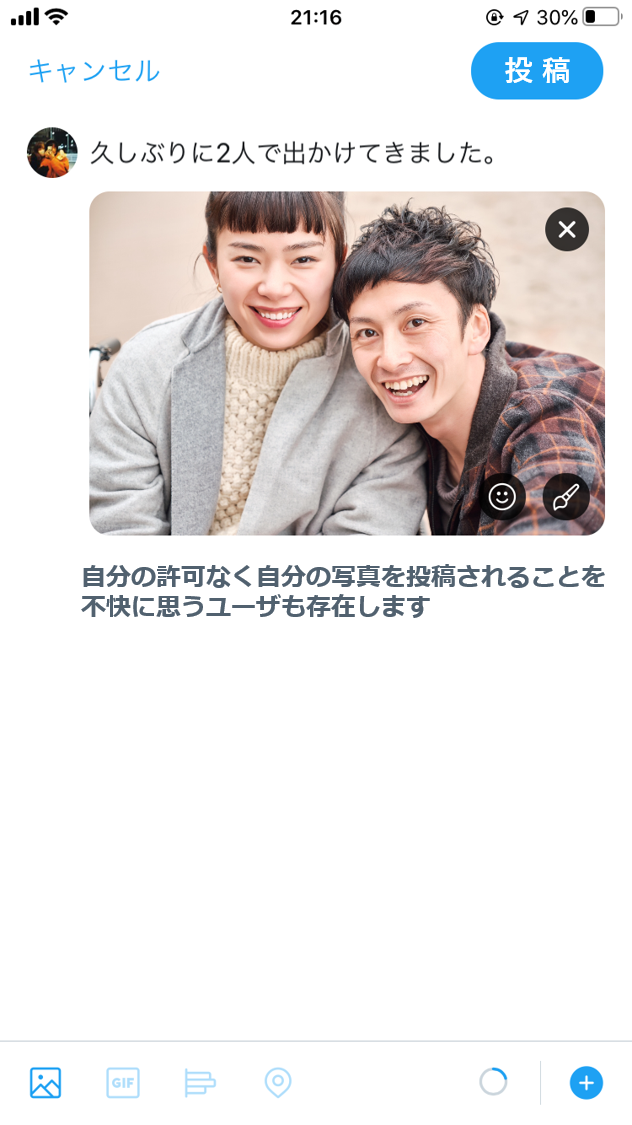 21:16
30%
キャンセル
投稿
久しぶりに2人で出かけてきました。
自分の許可なく自分の写真を投稿されることを
不快に思うユーザも存在します
GIF